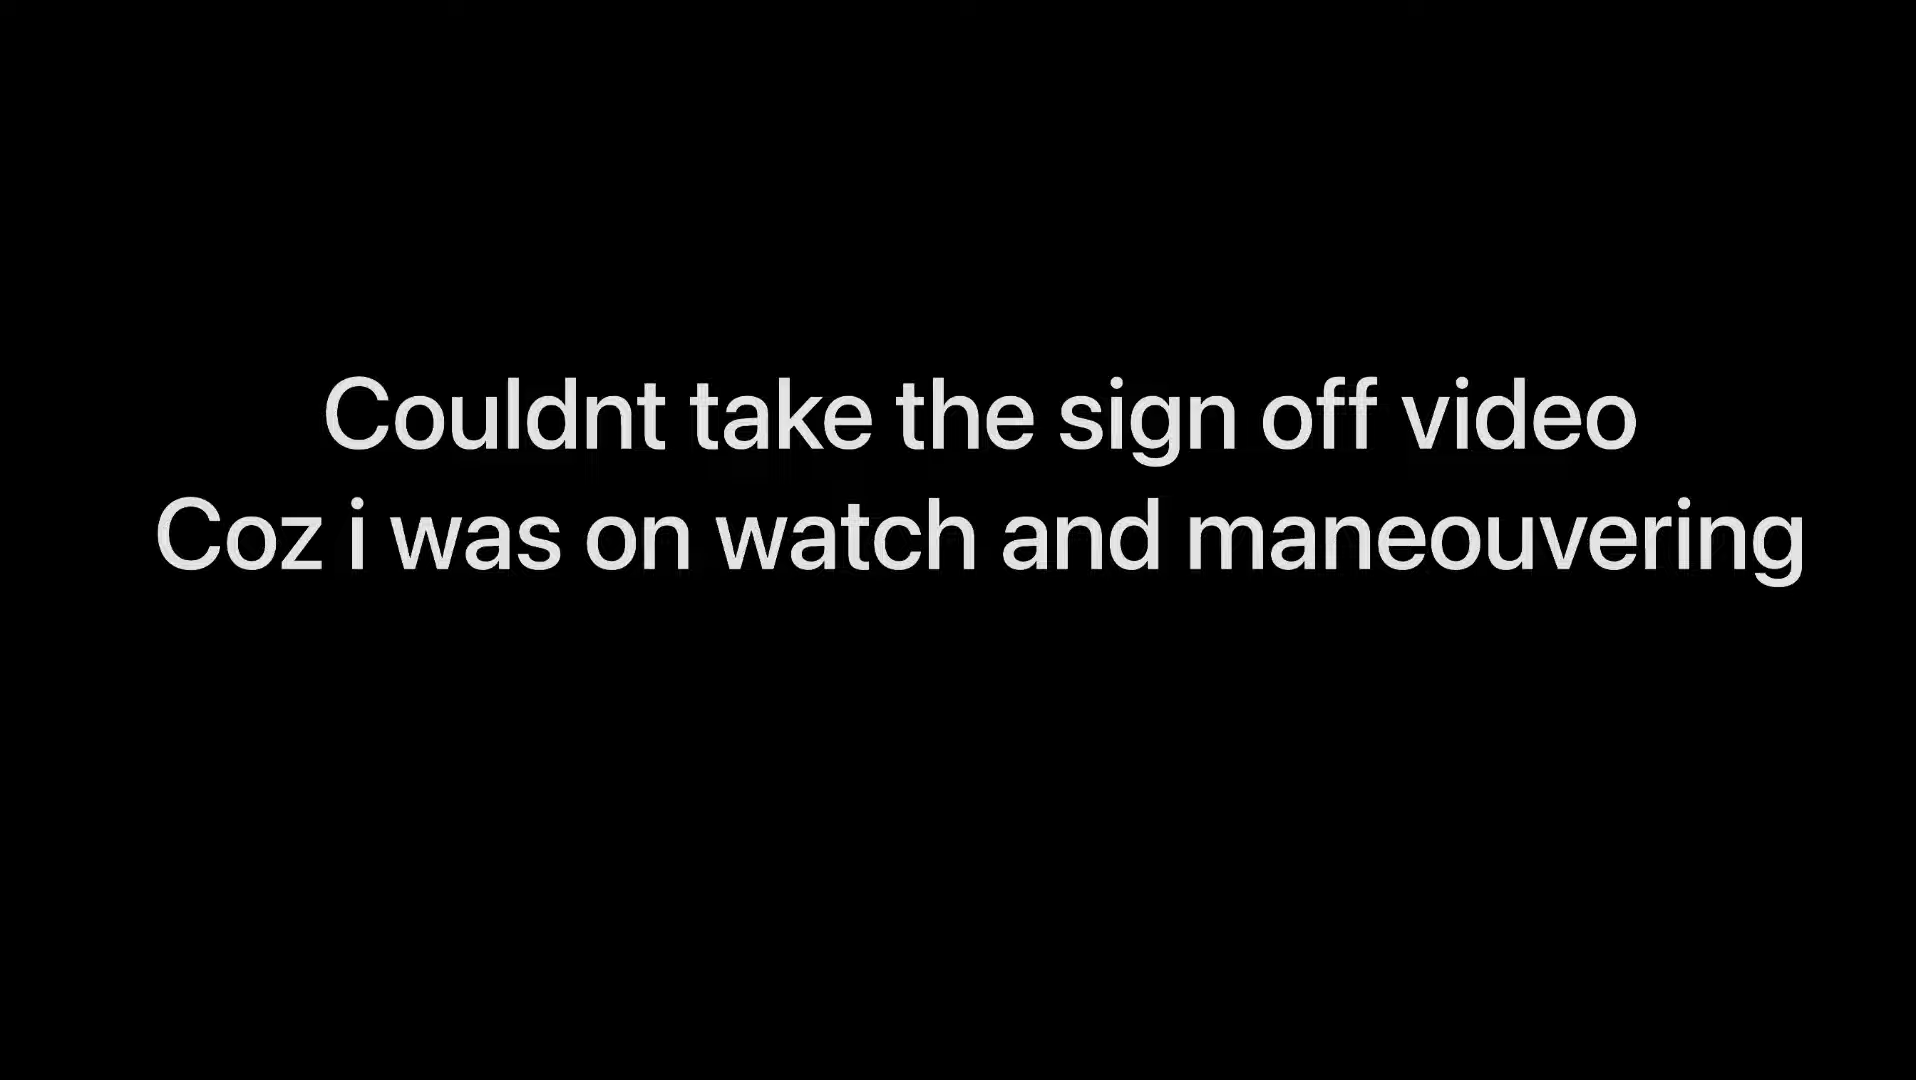 Couldnt take the sign off video
Coz i was on watch and maneouvering